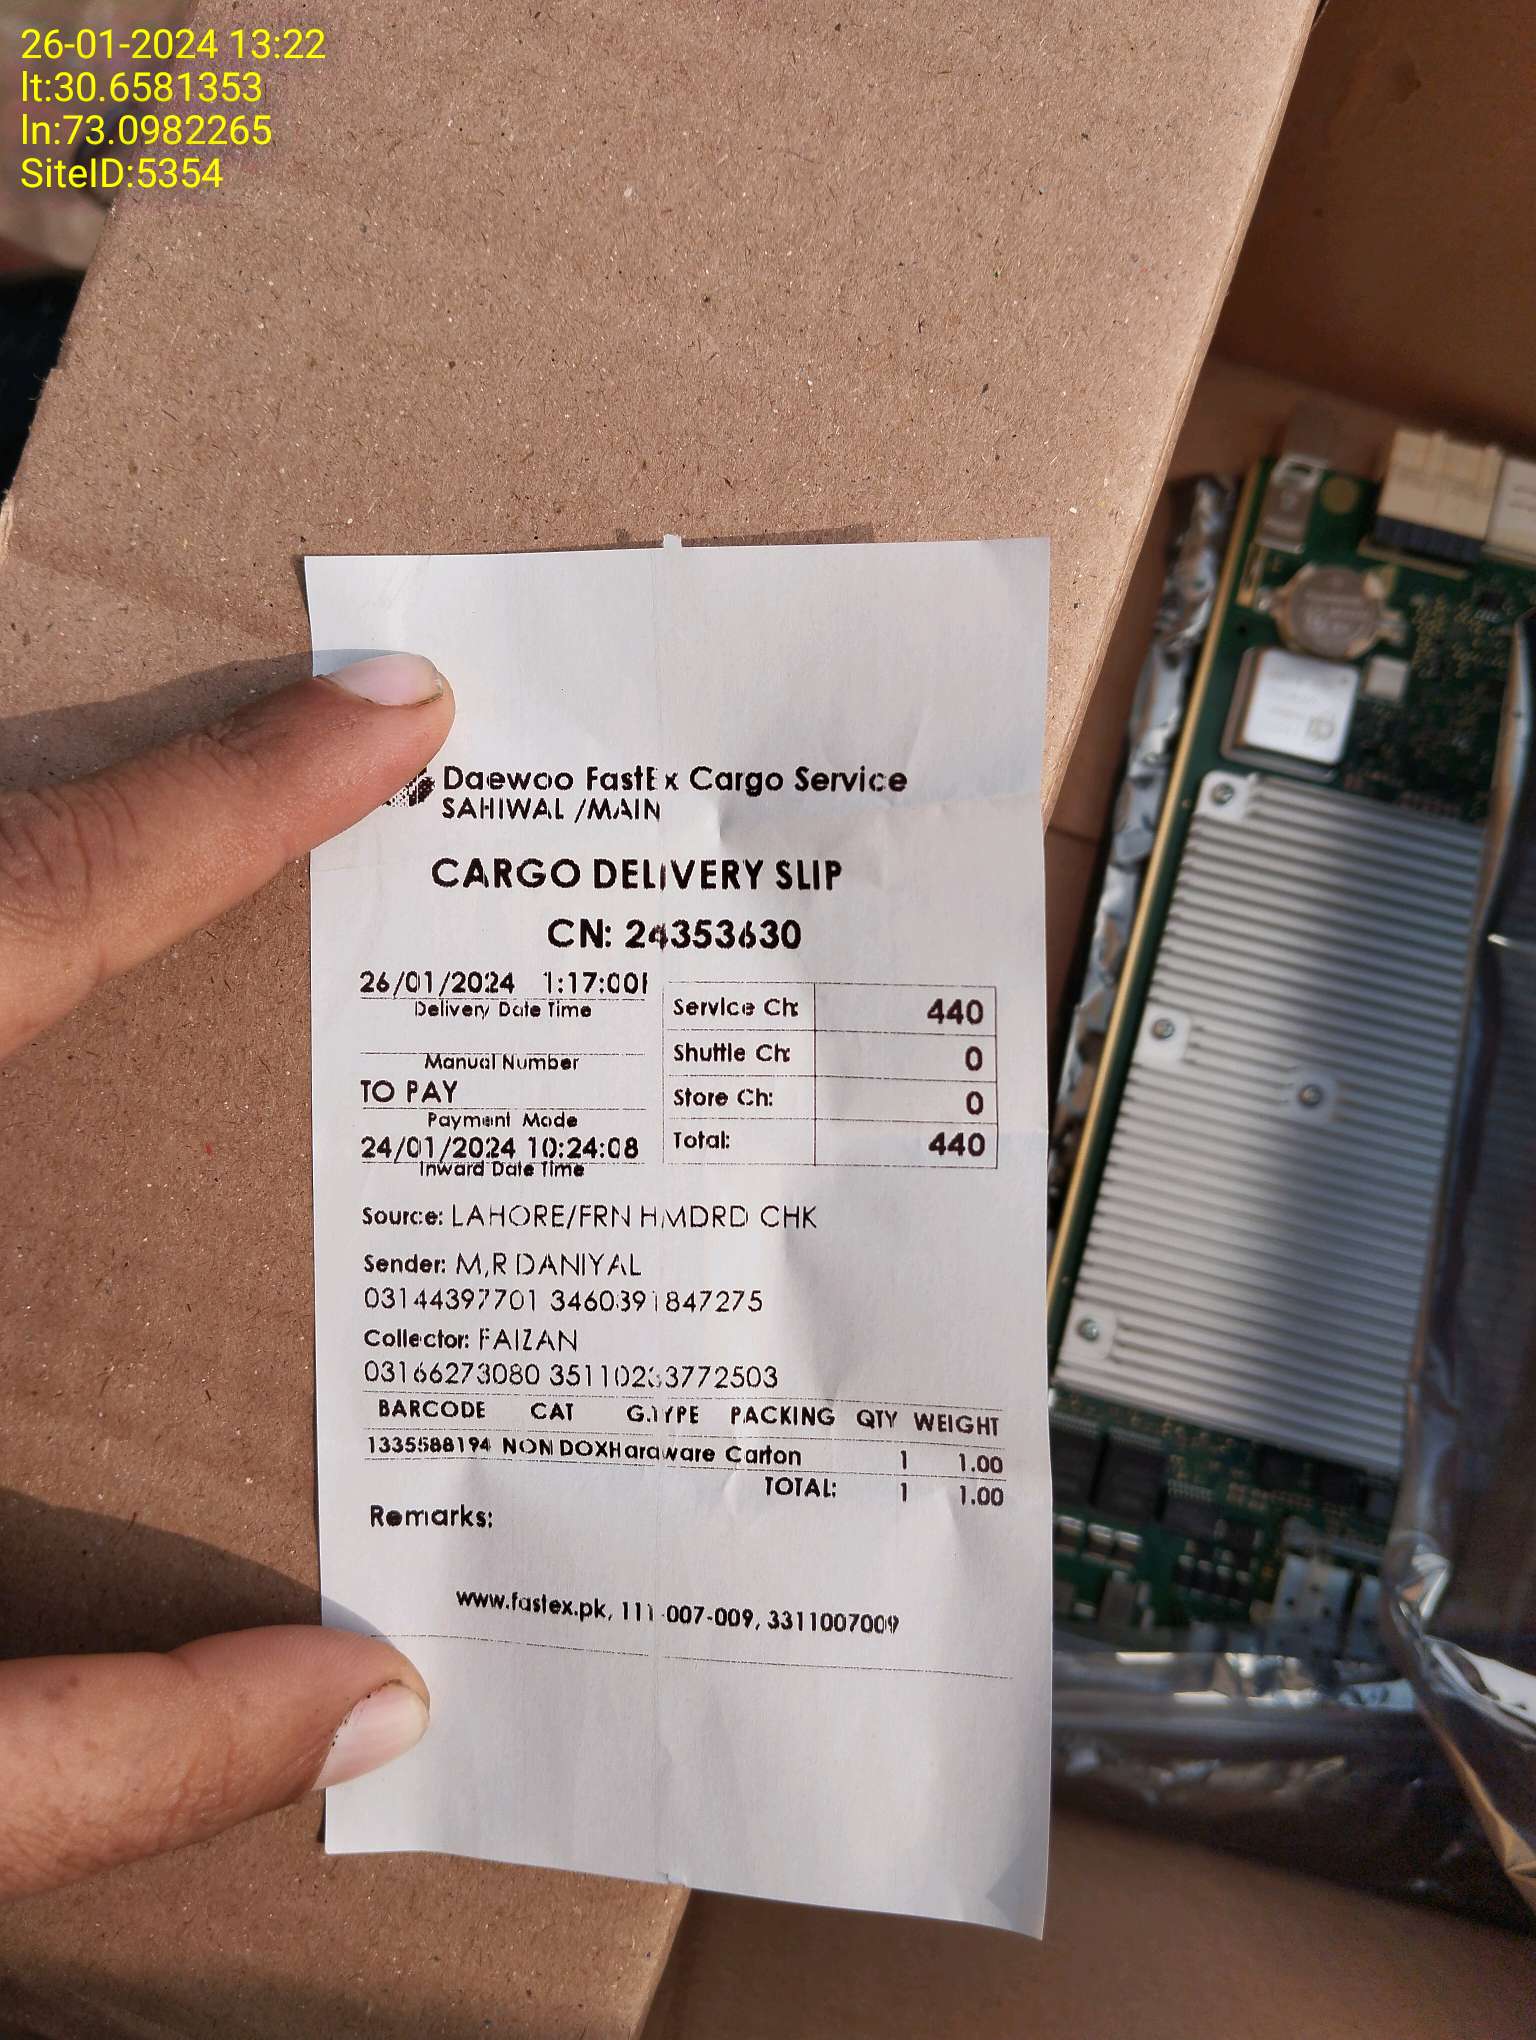 26-01-2024 13:22
lt:30.6581353
ln:73.0982265
SiteID:5354
Daewoo FastEx Cargo Service
SAHIWAL /MAIN
CARGO DELIVERY SLIP
CN: 24353630
26/01/2024 1:17:00
Delivery Date Time
Manual Number
TO PAY
Payment Mode
24/01/2024 10:24:08
Inward Date Time
Service Ch: 440
Shuttle Ch: 0
Store Ch: 0
Total: 440
Source: LAHORE/FRN HMDRD CHK
Sender: M,R DANIYAL
03144397701 3460391847275
Collector: FAIZAN
03166273080
BARCODE CAT G.TYPE PACKING QTY WEIGHT
1335588194 NON DOX Hardware Carton 1 1.00
TOTAL: 1 1.00
Remarks:
www.fastex.pk, 111-007-009, 3311007009